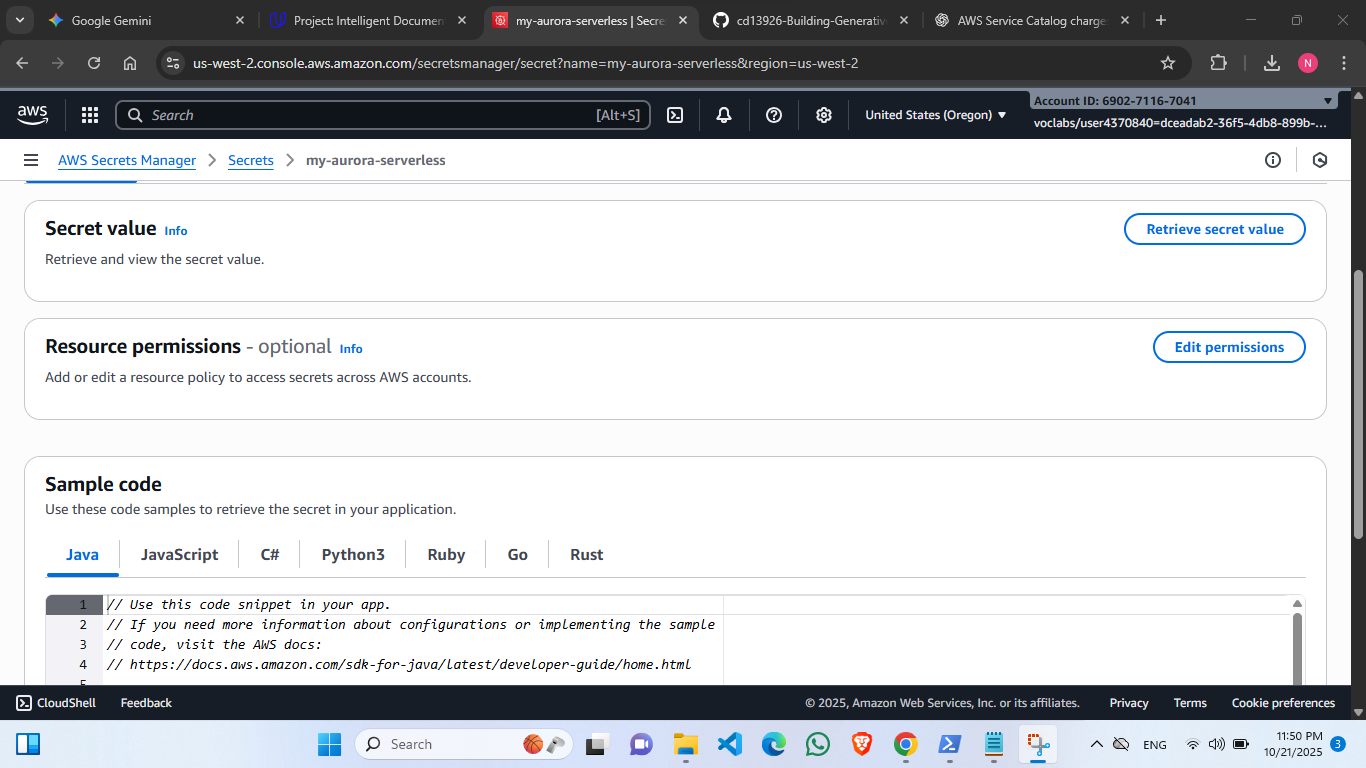 Google Gemini
Project: Intelligent Documen
my-aurora-serverless | Secre
cd13926-Building-Generativ
AWS Service Catalog charge
us-west-2.console.aws.amazon.com/secretsmanager/secret?name=my-aurora-serverless&region=us-west-2
N
aws
Search
[Alt+S]
United States (Oregon)
Account ID: 6902-7116-7041
voclabs/user4370840=dceadab2-36f5-4db8-899b-...
AWS Secrets Manager
Secrets
my-aurora-serverless
Secret value Info
Retrieve secret value
Retrieve and view the secret value.
Resource permissions - optional Info
Edit permissions
Add or edit a resource policy to access secrets across AWS accounts.
Sample code
Use these code samples to retrieve the secret in your application.
Java JavaScript C# Python3 Ruby Go Rust
1 // Use this code snippet in your app.
2 // If you need more information about configurations or implementing the sample
3 // code, visit the AWS docs:
4 // https://docs.aws.amazon.com/sdk-for-java/latest/developer-guide/home.html
5
CloudShell
Feedback
© 2025, Amazon Web Services, Inc. or its affiliates.
Privacy
Terms
Cookie preferences
Search
ENG
11:50 PM
10/21/2025
3